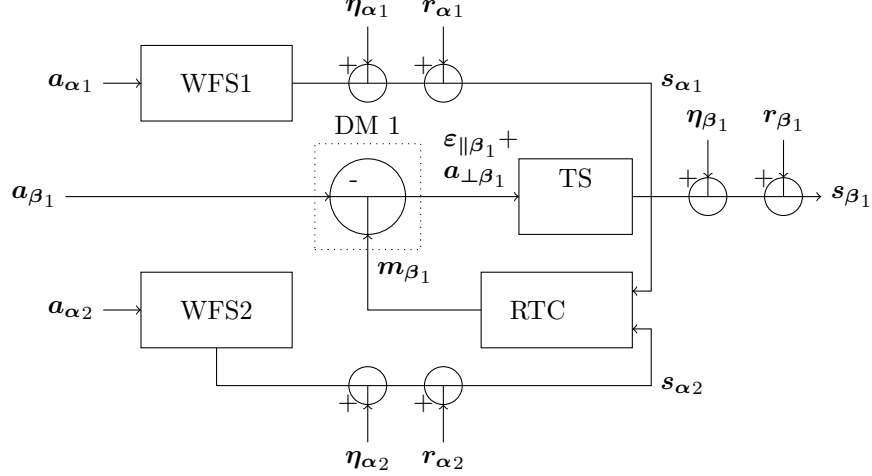 η_α1 r_α1
+ +
a_α1 WFS1 s_α1
DM 1 η_β1 r_β1
ε_∥β1 +
a_⊥β1
- TS + +
a_β1 s_β1
m_β1
a_α2 WFS2 RTC
s_α2
+ +
η_α2 r_α2